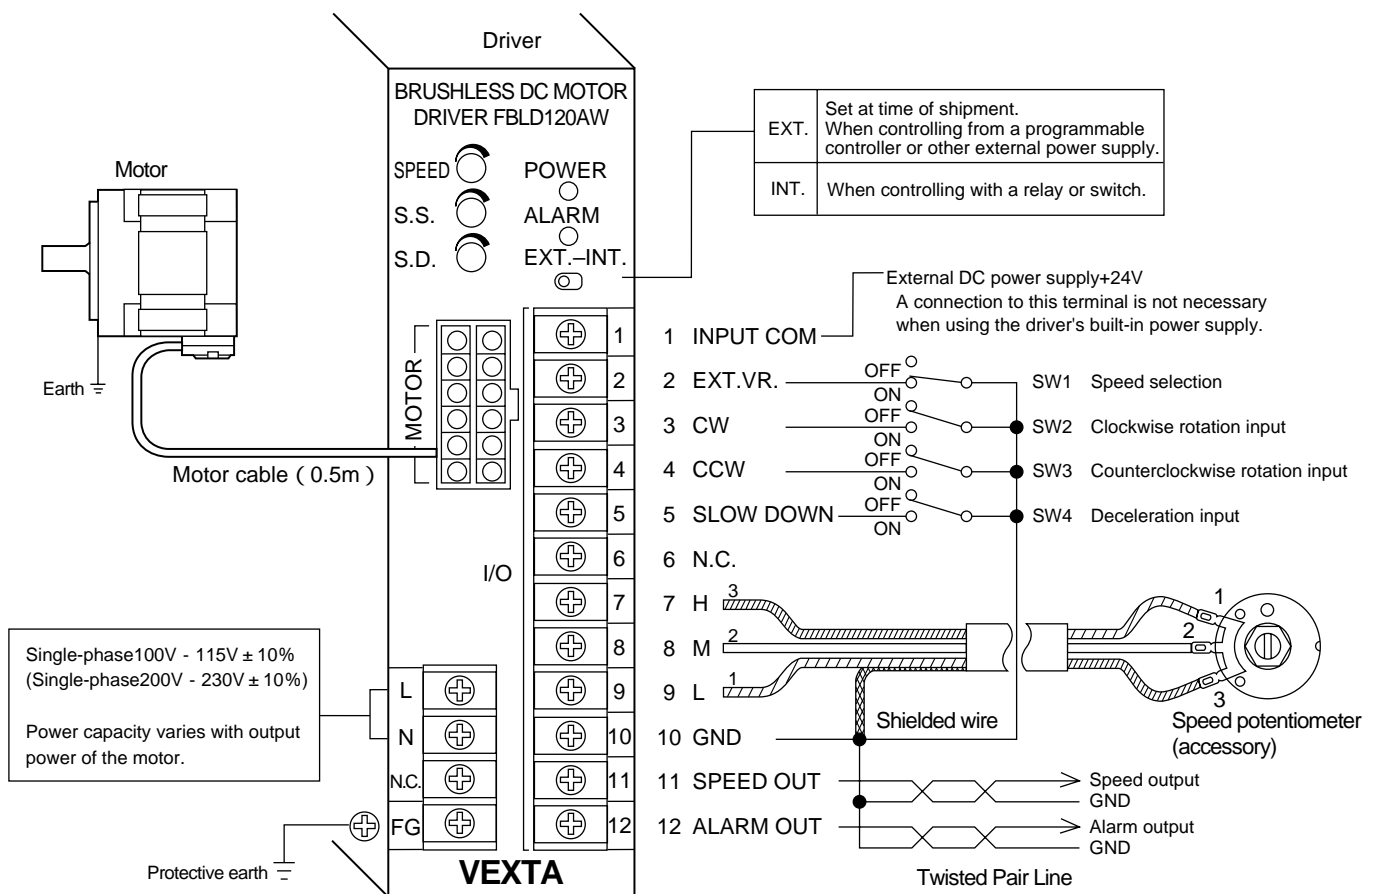 Driver
BRUSHLESS DC MOTOR
DRIVER FBLD120AW
SPEED
POWER
S.S.
ALARM
S.D.
EXT.–INT.
EXT.
Set at time of shipment.
When controlling from a programmable
controller or other external power supply.
INT.
When controlling with a relay or switch.
Motor
Earth
Motor cable ( 0.5m )
MOTOR
I/O
1
2
3
4
5
6
7
8
9
10
11
12
L
N
N.C.
FG
VEXTA
Single-phase100V - 115V ± 10%
(Single-phase200V - 230V ± 10%)
Power capacity varies with output
power of the motor.
Protective earth
External DC power supply+24V
A connection to this terminal is not necessary
when using the driver's built-in power supply.
1 INPUT COM
2 EXT.VR. OFF ON SW1 Speed selection
3 CW OFF ON SW2 Clockwise rotation input
4 CCW OFF ON SW3 Counterclockwise rotation input
5 SLOW DOWN OFF ON SW4 Deceleration input
6 N.C.
7 H 3 1
8 M 2 2
9 L 1 3
Shielded wire
Speed potentiometer
(accessory)
10 GND
11 SPEED OUT Speed output
GND
12 ALARM OUT Alarm output
GND
Twisted Pair Line